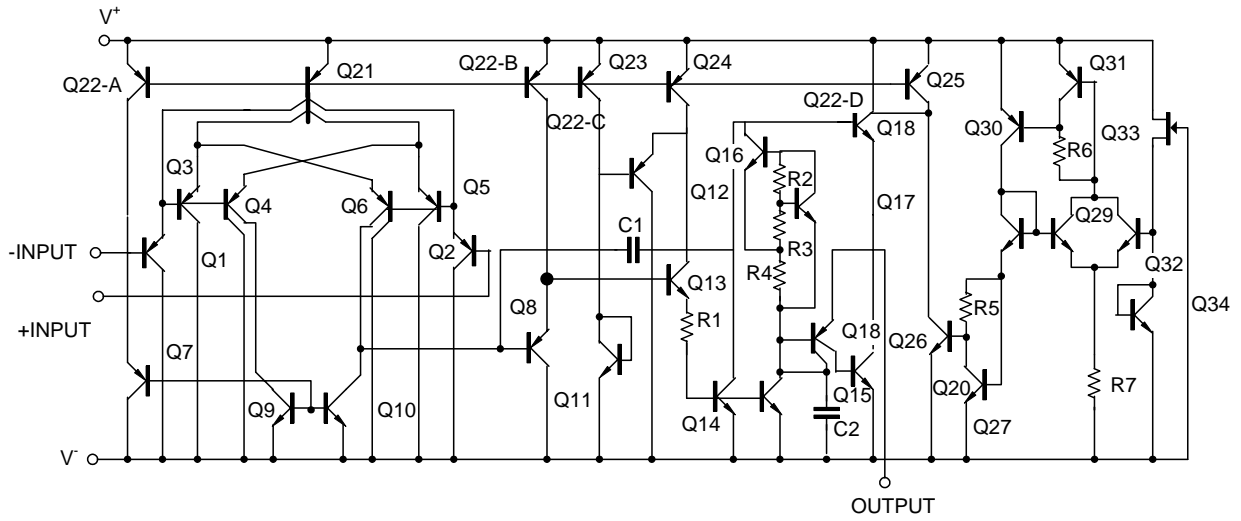 V+
Q22-A
Q21
Q22-B
Q23
Q24
Q25
Q31
Q22-C
Q22-D
Q18
Q30
Q33
Q3
Q4
Q6
Q5
Q16
R2
R6
Q12
Q17
Q29
-INPUT
Q1
Q2
C1
R3
R4
Q32
+INPUT
Q8
Q13
R1
R5
Q34
Q7
Q18
Q26
Q9
Q10
Q11
Q14
Q15
C2
Q20
Q27
R7
V-
OUTPUT